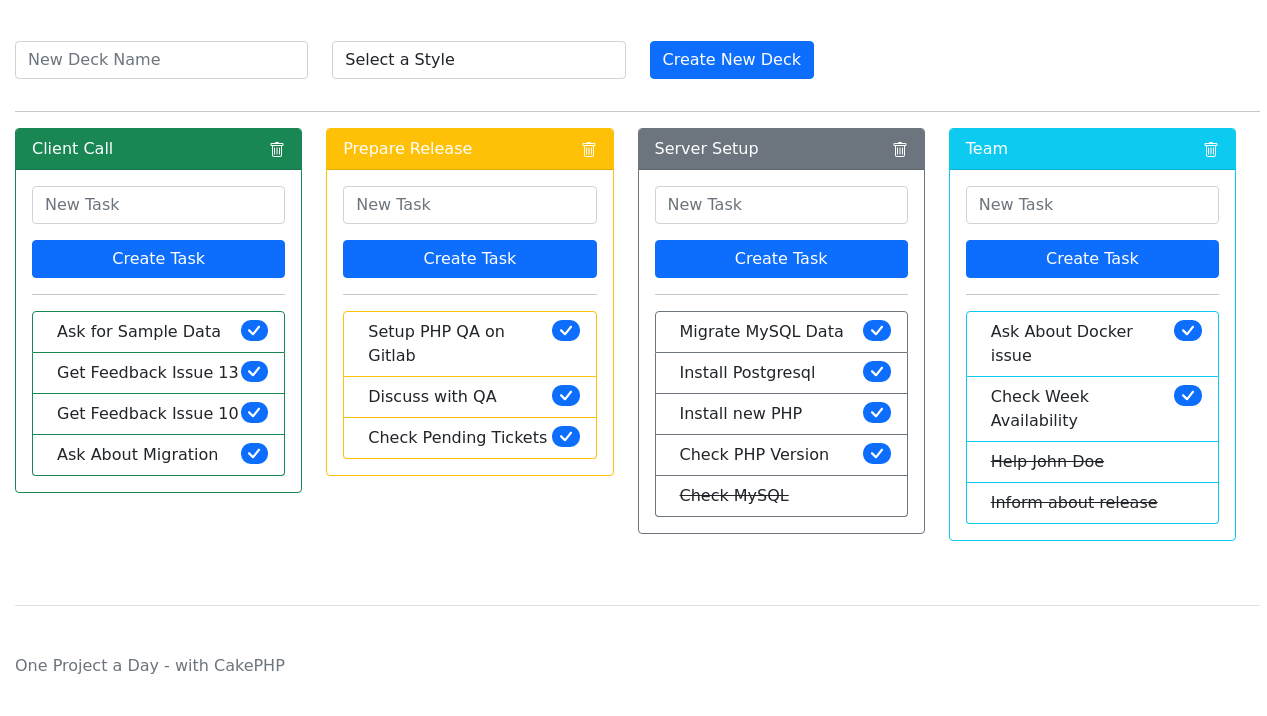 New Deck Name
Select a Style
Create New Deck
Client Call
New Task
Create Task
Ask for Sample Data
Get Feedback Issue 13
Get Feedback Issue 10
Ask About Migration
Prepare Release
New Task
Create Task
Setup PHP QA on
Gitlab
Discuss with QA
Check Pending Tickets
Server Setup
New Task
Create Task
Migrate MySQL Data
Install Postgresql
Install new PHP
Check PHP Version
Check MySQL
Team
New Task
Create Task
Ask About Docker
issue
Check Week
Availability
Help John Doe
Inform about release
One Project a Day - with CakePHP